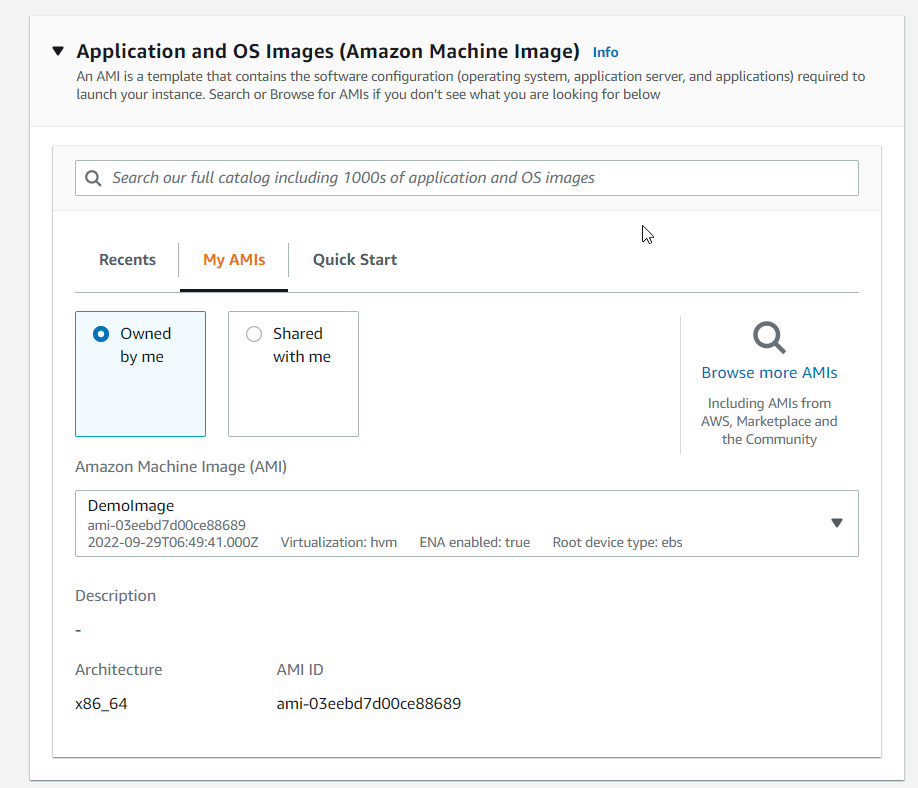 Application and OS Images (Amazon Machine Image) Info
An AMI is a template that contains the software configuration (operating system, application server, and applications) required to
launch your instance. Search or Browse for AMIs if you don't see what you are looking for below
Search our full catalog including 1000s of application and OS images
Recents
My AMIs
Quick Start
Owned
by me
Shared
with me
Browse more AMIs
Including AMIs from
AWS, Marketplace and
the Community
Amazon Machine Image (AMI)
DemoImage
ami-03eebd7d00ce88689
2022-09-29T06:49:41.000Z Virtualization: hvm ENA enabled: true Root device type: ebs
Description
-
Architecture AMI ID
x86_64 ami-03eebd7d00ce88689